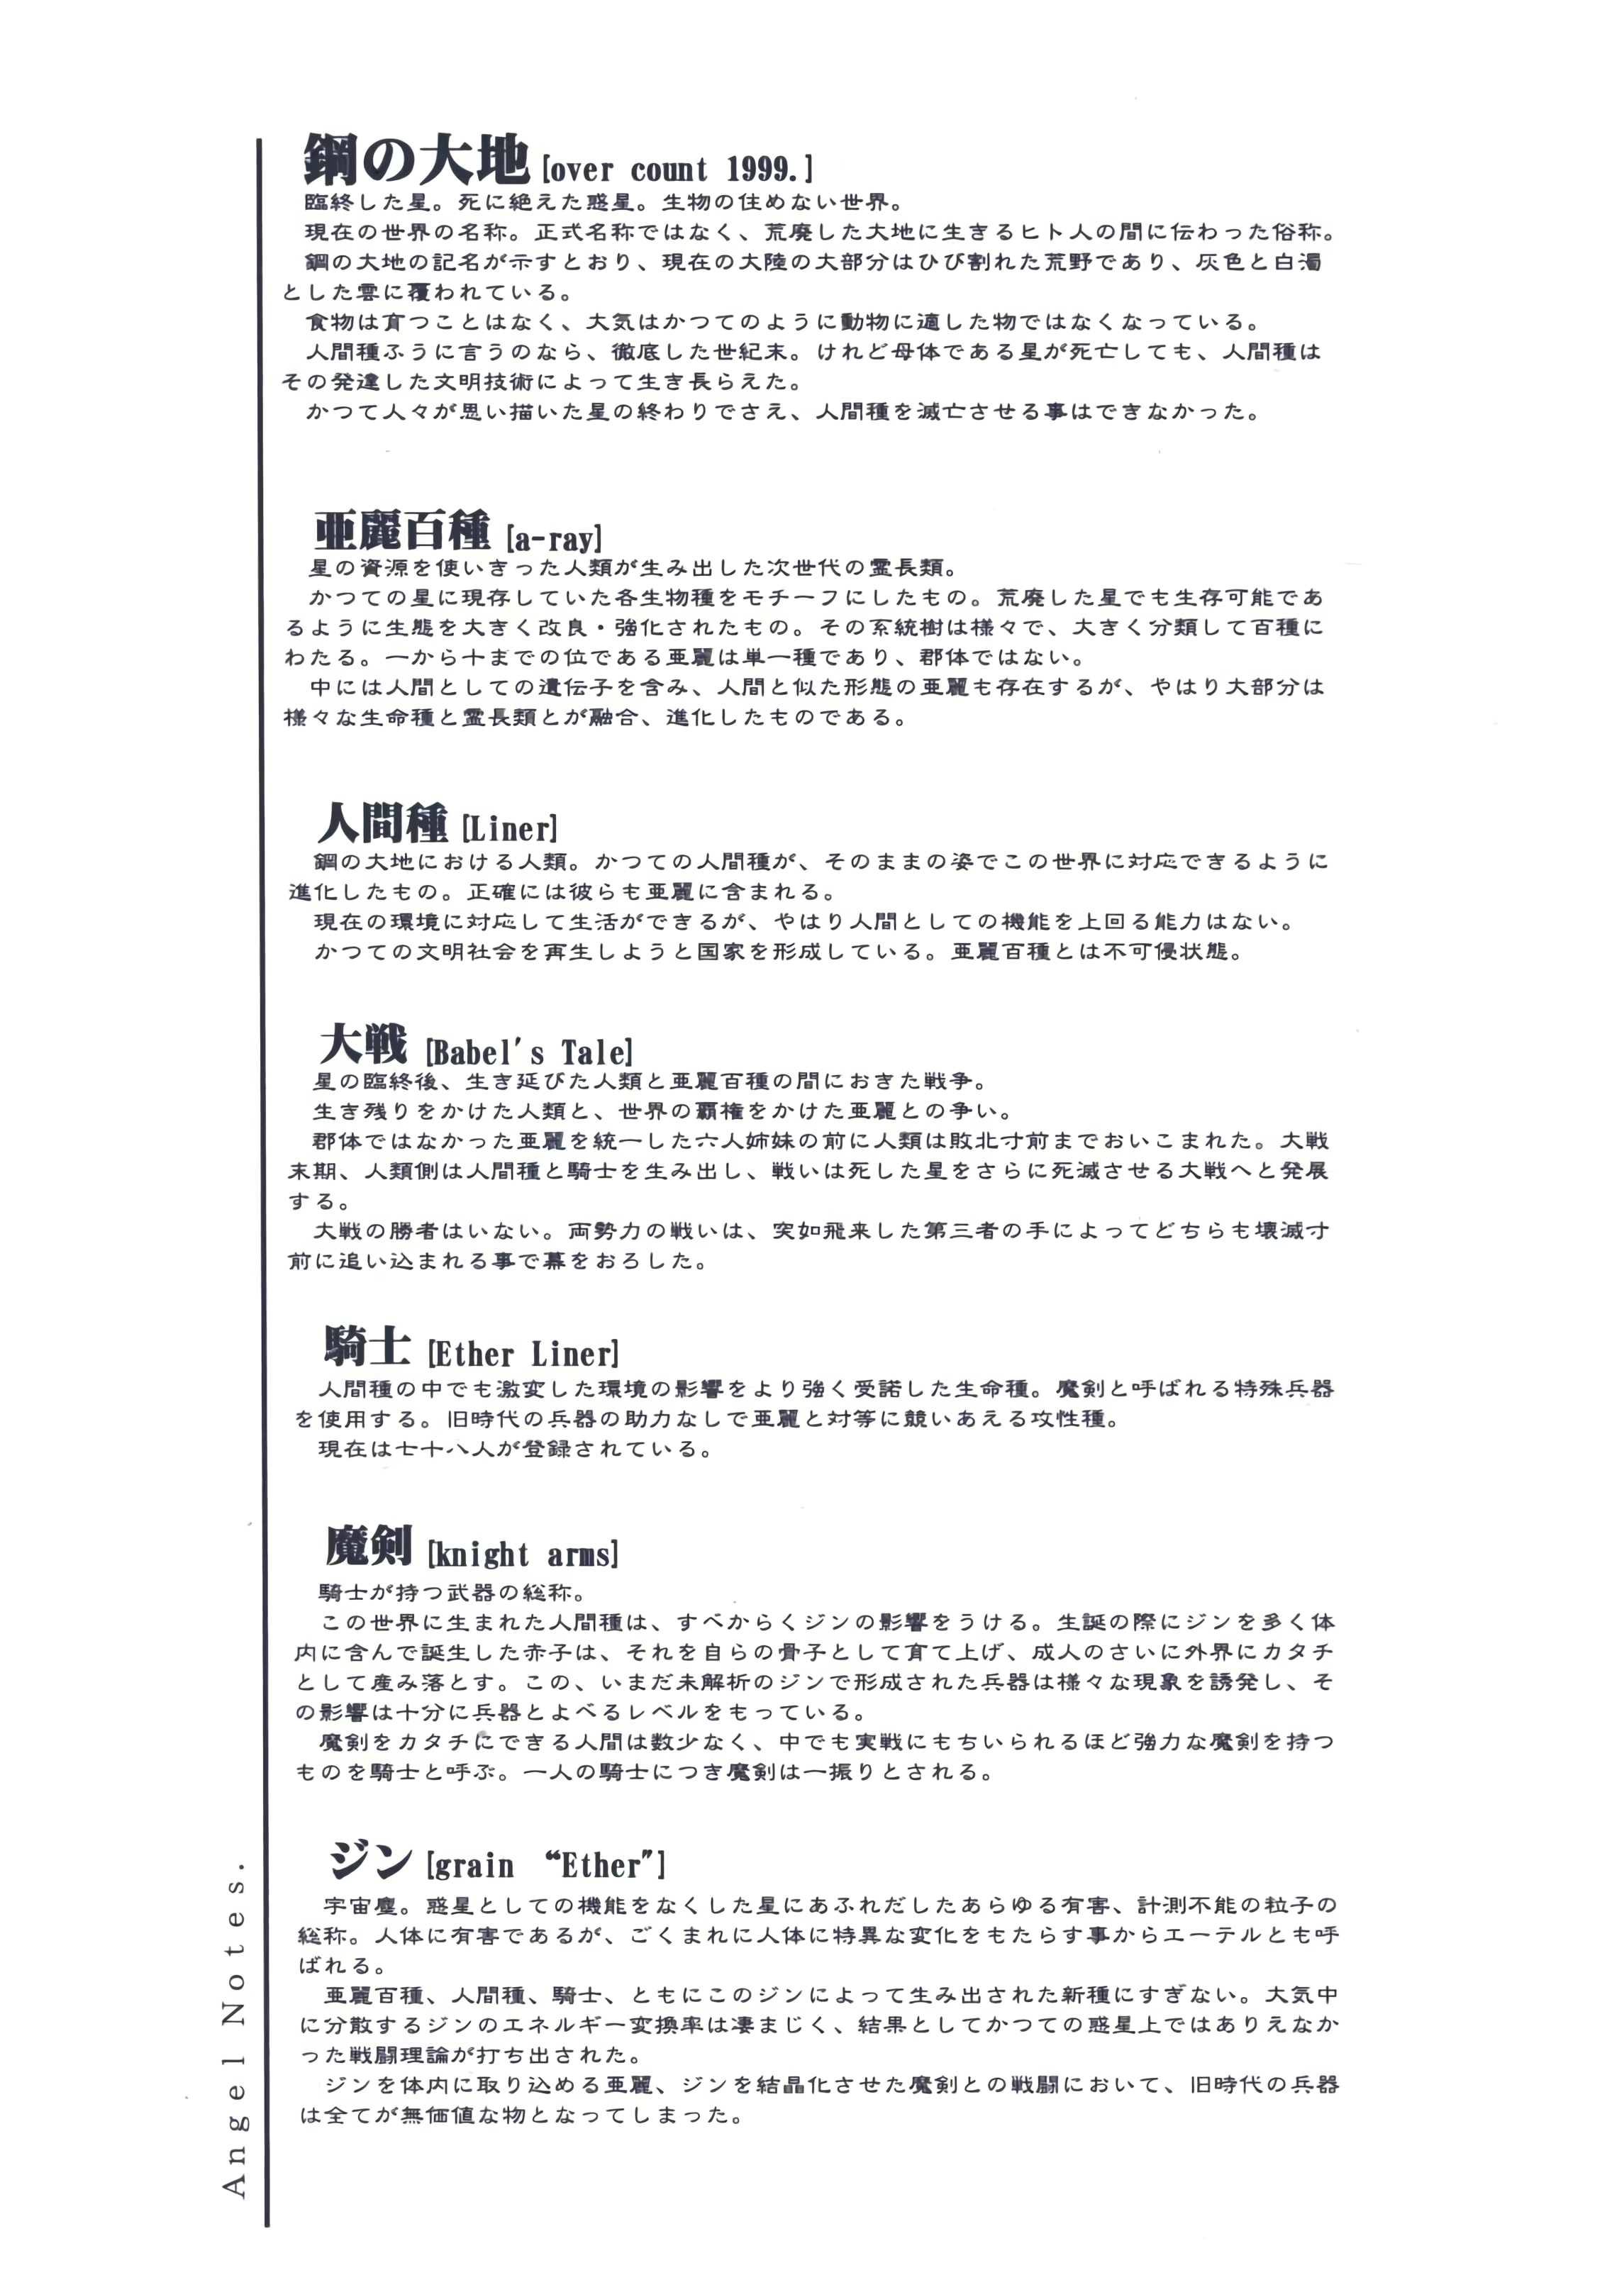 鋼の大地[over count 1999.]
臨終した星。死に絶えた惑星。生物の住めない世界。
現在の世界の名称。正式名称ではなく、荒廃した大地に生きるヒト人の間に伝わった俗称。
鋼の大地の記名が示すとおり、現在の大陸の大部分はひび割れた荒野であり、灰色と白濁
とした雲に覆われている。
食物は育つことはなく、大気はかつてのように動物に適した物ではなくなっている。
人間種ふうに言うのなら、徹底した世紀末。けれど母体である星が死亡しても、人間種は
その発達した文明技術によって生き長らえた。
かつて人々が思い描いた星の終わりでさえ、人間種を滅亡させる事はできなかった。
亜麗百種 [a-ray]
星の資源を使いきった人類が生み出した次世代の霊長類。
かつての星に現存していた各生物種をモチーフにしたもの。荒廃した星でも生存可能であ
るように生態を大きく改良・強化されたもの。その系統樹は様々で、大きく分類して百種に
わたる。一から十までの位である亜麗は単一種であり、郡体ではない。
中には人間としての遺伝子を含み、人間と似た形態の亜麗も存在するが、やはり大部分は
様々な生命種と霊長類とが融合、進化したものである。
人間種 [Liner]
鋼の大地における人類。かつての人間種が、そのままの姿でこの世界に対応できるように
進化したもの。正確には彼らも亜麗に含まれる。
現在の環境に対応して生活ができるが、やはり人間としての機能を上回る能力はない。
かつての文明社会を再生しようと国家を形成している。亜麗百種とは不可侵状態。
大戦 [Babel's Tale]
星の臨終後、生き延びた人類と亜麗百種の間におきた戦争。
生き残りをかけた人類と、世界の覇権をかけた亜麗との争い。
郡体ではなかった亜麗を統一した六人姉妹の前に人類は敗北寸前までおいこまれた。大戦
末期、人類側は人間種と騎士を生み出し、戦いは死した星をさらに死滅させる大戦へと発展
する。
大戦の勝者はいない。両勢力の戦いは、突如飛来した第三者の手によってどちらも壊滅寸
前に追い込まれる事で幕をおろした。
騎士 [Ether Liner]
人間種の中でも激変した環境の影響をより強く受諾した生命種。魔剣と呼ばれる特殊兵器
を使用する。旧時代の兵器の助力なしで亜麗と対等に競いあえる攻性種。
現在は七十八人が登録されている。
魔剣 [knight arms]
騎士が持つ武器の総称。
この世界に生まれた人間種は、すべからくジンの影響をうける。生誕の際にジンを多く体
内に含んで誕生した赤子は、それを自らの骨子として育て上げ、成人のさいに外界にカタチ
として産み落とす。この、いまだ未解析のジンで形成された兵器は様々な現象を誘発し、そ
の影響は十分に兵器とよべるレベルをもっている。
魔剣をカタチにできる人間は数少なく、中でも実戦にもちいられるほど強力な魔剣を持つ
ものを騎士と呼ぶ。一人の騎士につき魔剣は一振りとされる。
ジン [grain “Ether”]
宇宙塵。惑星としての機能をなくした星にあふれだしたあらゆる有害、計測不能の粒子の
総称。人体に有害であるが、ごくまれに人体に特異な変化をもたらす事からエーテルとも呼
ばれる。
亜麗百種、人間種、騎士、ともにこのジンによって生み出された新種にすぎない。大気中
に分散するジンのエネルギー変換率は凄まじく、結果としてかつての惑星上ではありえなか
った戦闘理論が打ち出された。
ジンを体内に取り込める亜麗、ジンを結晶化させた魔剣との戦闘において、旧時代の兵器
は全てが無価値な物となってしまった。
Angel Notes.